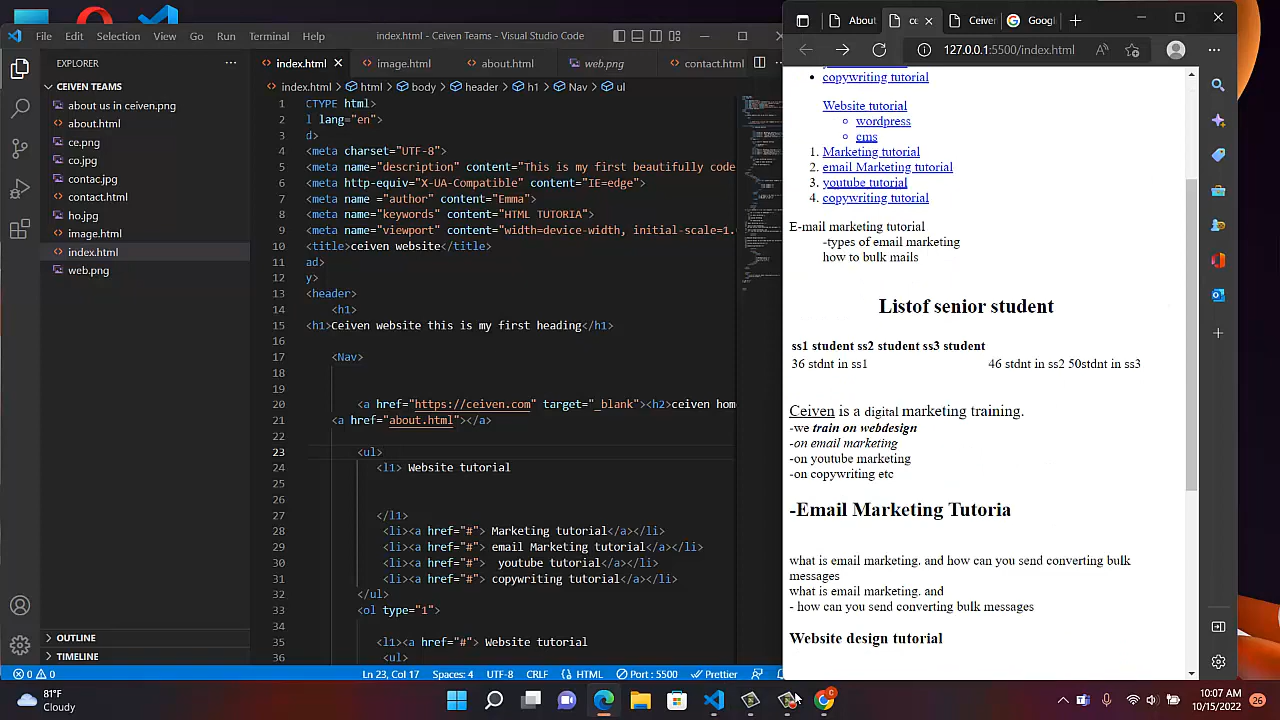 File Edit Selection View Go Run Terminal Help
index.html - Ceiven Teams - Visual Studio Code
EXPLORER
CEIVEN TEAMS
about us in ceiven.png
about.html
cec.png
co.jpg
contac.jpg
contact.html
image.html
index.html
web.png
OUTLINE
TIMELINE
index.html image.html about.html web.png contact.html
index.html html body header h1 Nav ul
1 CTYPE html>
2 l lang="en">
3 d>
4 <meta charset="UTF-8">
5 <meta name="description" content="This is my first beautifully code
6 <meta http-equiv="X-UA-Compatible" content="IE=edge">
7 <meta name ="author" content="Tma">
8 <meta name="keywords" content="WEB TUTORIA">
9 <meta name="viewport" content="width=device-width, initial-scale=1.
10 <title>ceiven website</title>
11 ad>
12 y>
13 <header>
14 <h1>
15 <h1>Ceiven website this is my first heading</h1>
16
17 <Nav>
18
19
20 <a href="https://ceiven.com" target="_blank"><h2>ceiven hom
21 <a href="about.html"></a>
22
23 <ul>
24 <l1> Website tutorial
25
26
27 </l1>
28 <li><a href="#"> Marketing tutorial</a></li>
29 <li><a href="#"> email Marketing tutorial</a></li>
30 <li><a href="#">  youtube tutorial</a></li>
31 <li><a href="#"> copywriting tutorial</a></li>
32 </ul>
33 <ol type="1">
34
35 <l1><a href="#"> Website tutorial
36 <ul>
0 0 Ln 23, Col 17 Spaces: 4 UTF-8 CRLF HTML Port : 5500 Prettier
About ce Ceiven Googl
127.0.0.1:5500/index.html
copywriting tutorial
Website tutorial
wordpress
cms
1. Marketing tutorial
2. email Marketing tutorial
3. youtube tutorial
4. copywriting tutorial
E-mail marketing tutorial
-types of email marketing
how to bulk mails
Listof senior student
ss1 student ss2 student ss3 student
36 stdnt in ss1 46 stdnt in ss2 50stdnt in ss3
Ceiven is a digital marketing training.
-we train on webdesign
-on email marketing
-on youtube marketing
-on copywriting etc
-Email Marketing Tutoria
what is email marketing. and how can you send converting bulk
messages
what is email marketing. and
- how can you send converting bulk messages
Website design tutorial
81°F
Cloudy
10:07 AM
10/15/2022
26